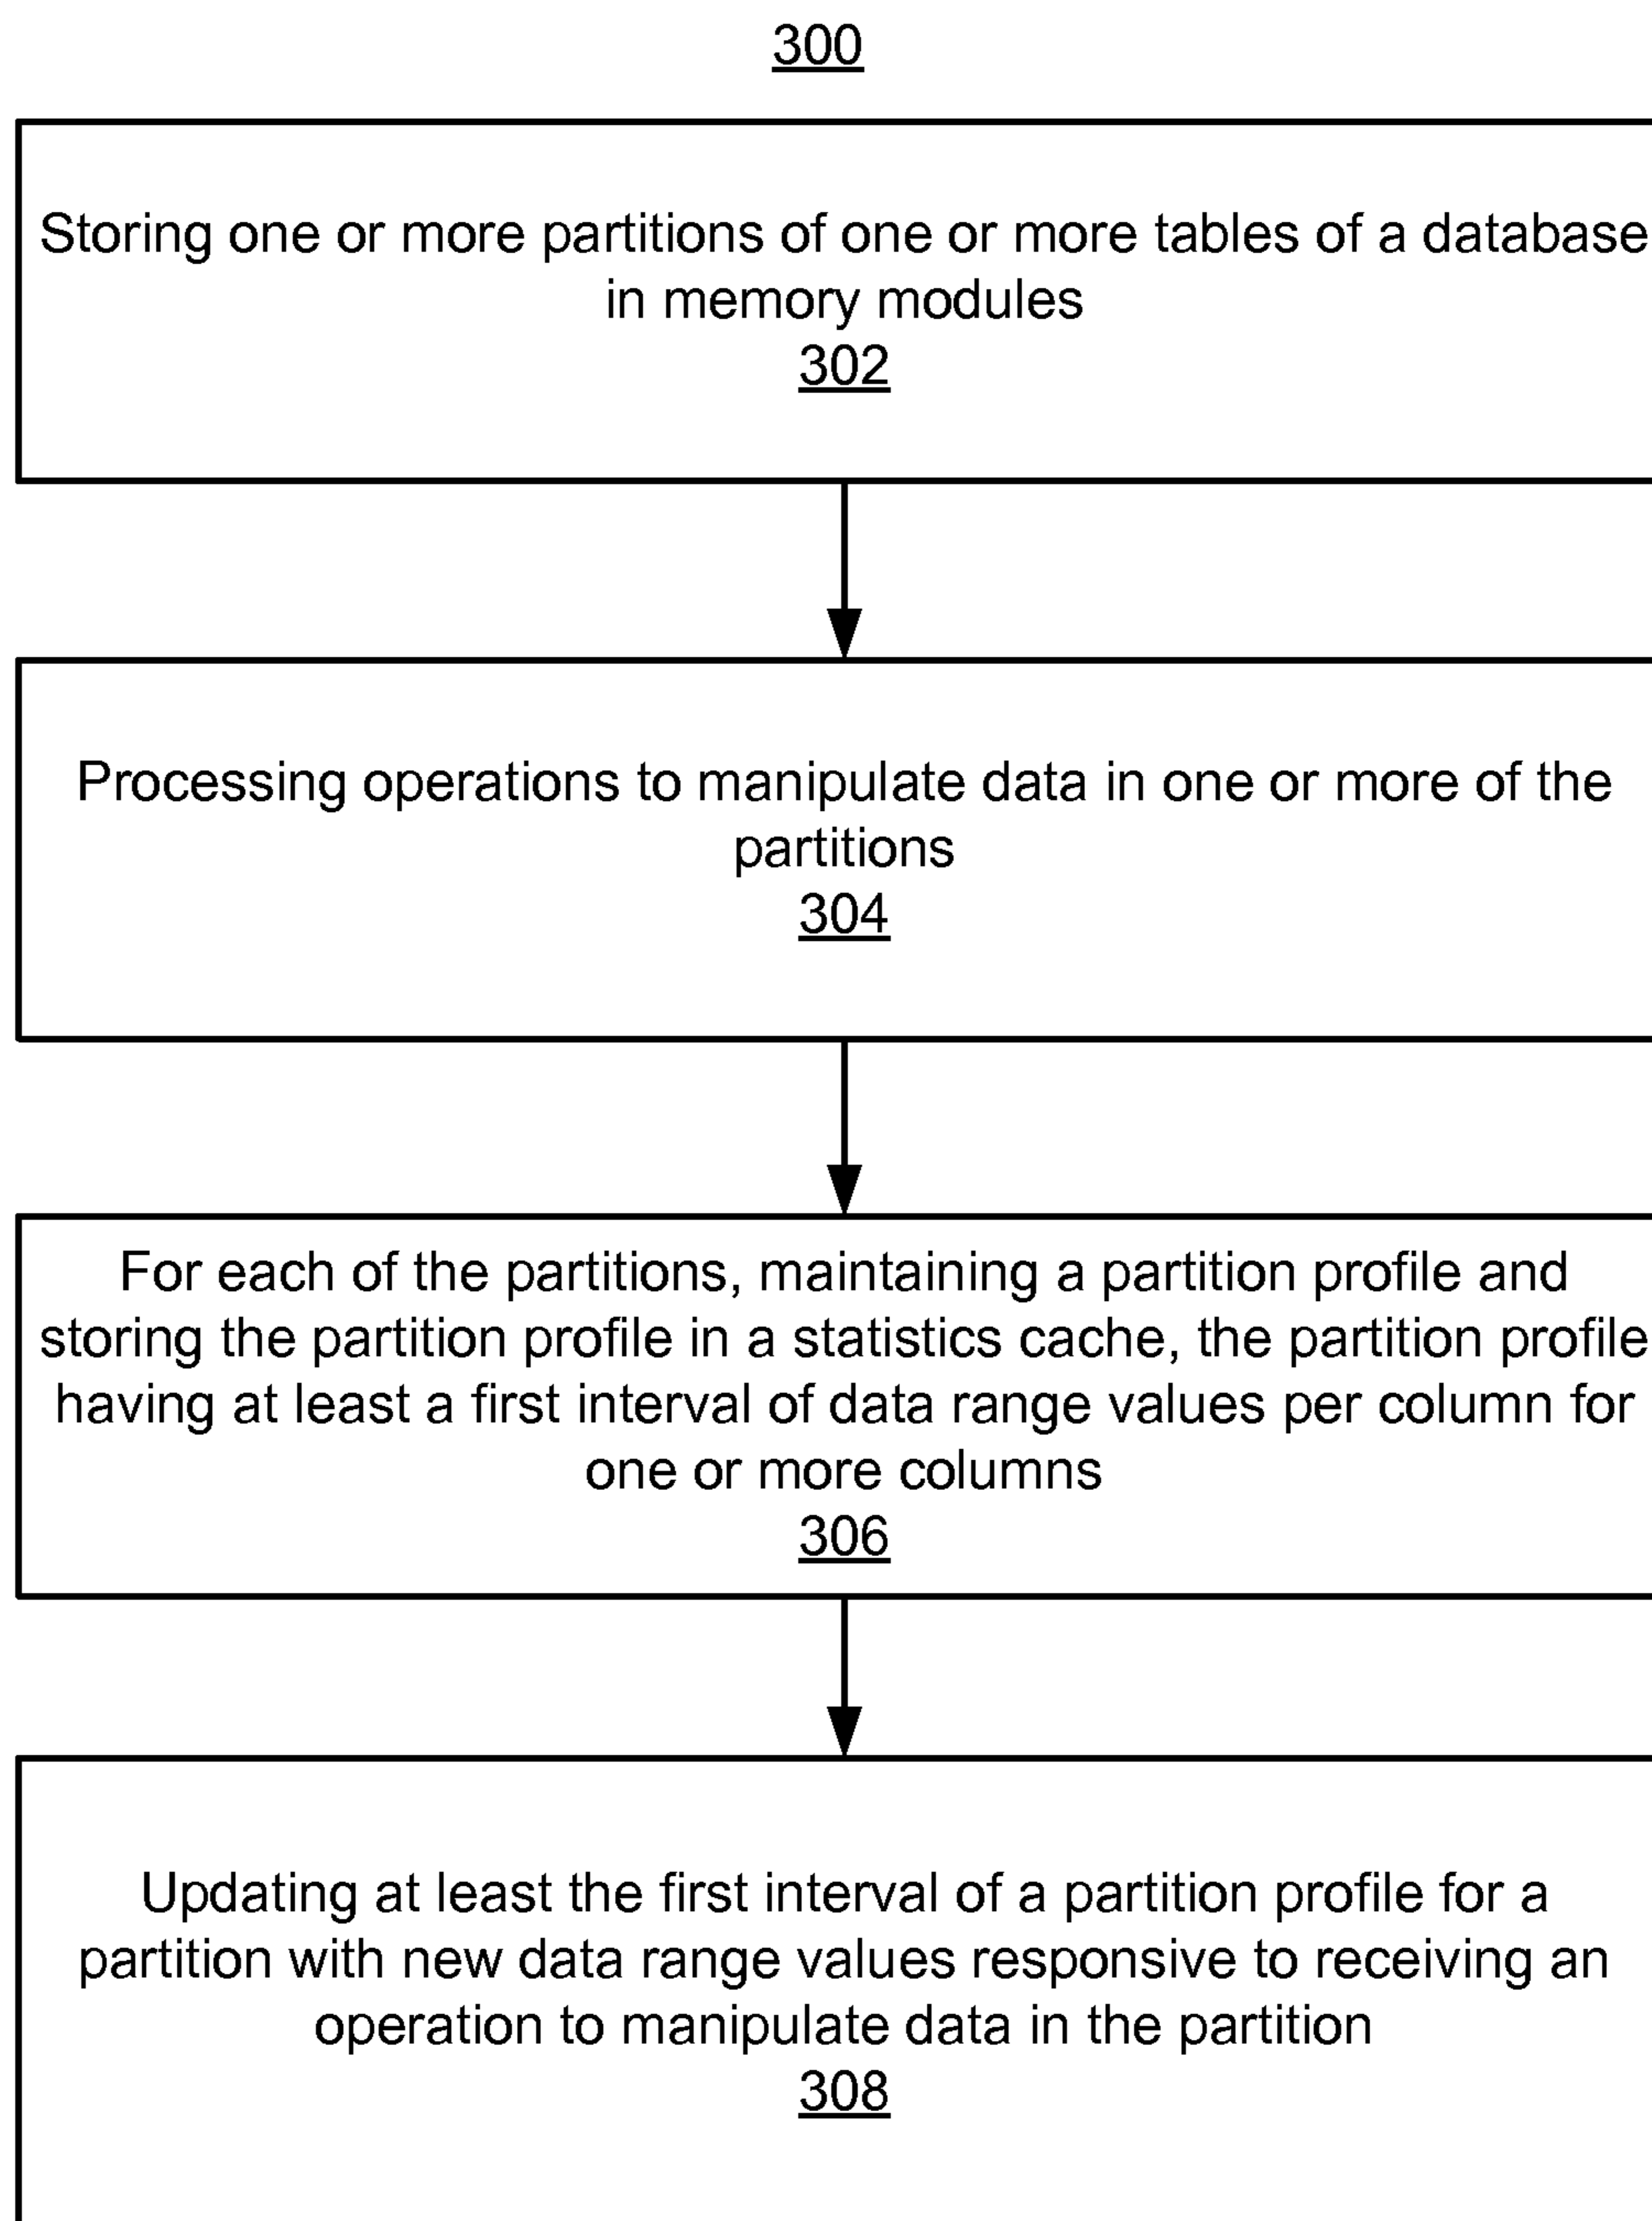 300
Storing one or more partitions of one or more tables of a database
in memory modules
302
Processing operations to manipulate data in one or more of the
partitions
304
For each of the partitions, maintaining a partition profile and
storing the partition profile in a statistics cache, the partition profile
having at least a first interval of data range values per column for
one or more columns
306
Updating at least the first interval of a partition profile for a
partition with new data range values responsive to receiving an
operation to manipulate data in the partition
308